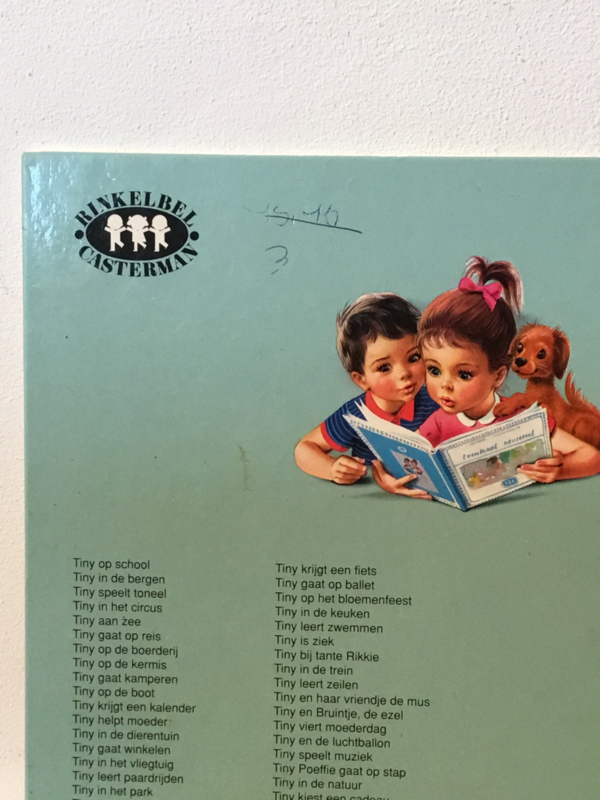 RINKELBEL
CASTERMAN
3
Tiny op school
Tiny in de bergen
Tiny speelt toneel
Tiny in het circus
Tiny aan zee
Tiny gaat op reis
Tiny op de boerderij
Tiny op de kermis
Tiny gaat kamperen
Tiny op de boot
Tiny krijgt een kalender
Tiny helpt moeder
Tiny in de dierentuin
Tiny gaat winkelen
Tiny in het vliegtuig
Tiny leert paardrijden
Tiny in het park
Tiny krijgt een fiets
Tiny gaat op ballet
Tiny op het bloemenfeest
Tiny in de keuken
Tiny leert zwemmen
Tiny is ziek
Tiny bij tante Rikkie
Tiny in de trein
Tiny leert zeilen
Tiny en haar vriendje de mus
Tiny en Bruintje, de ezel
Tiny viert moederdag
Tiny en de luchtballon
Tiny speelt muziek
Tiny Poeffie gaat op stap
Tiny in de natuur
Tiny kiest een cadeau